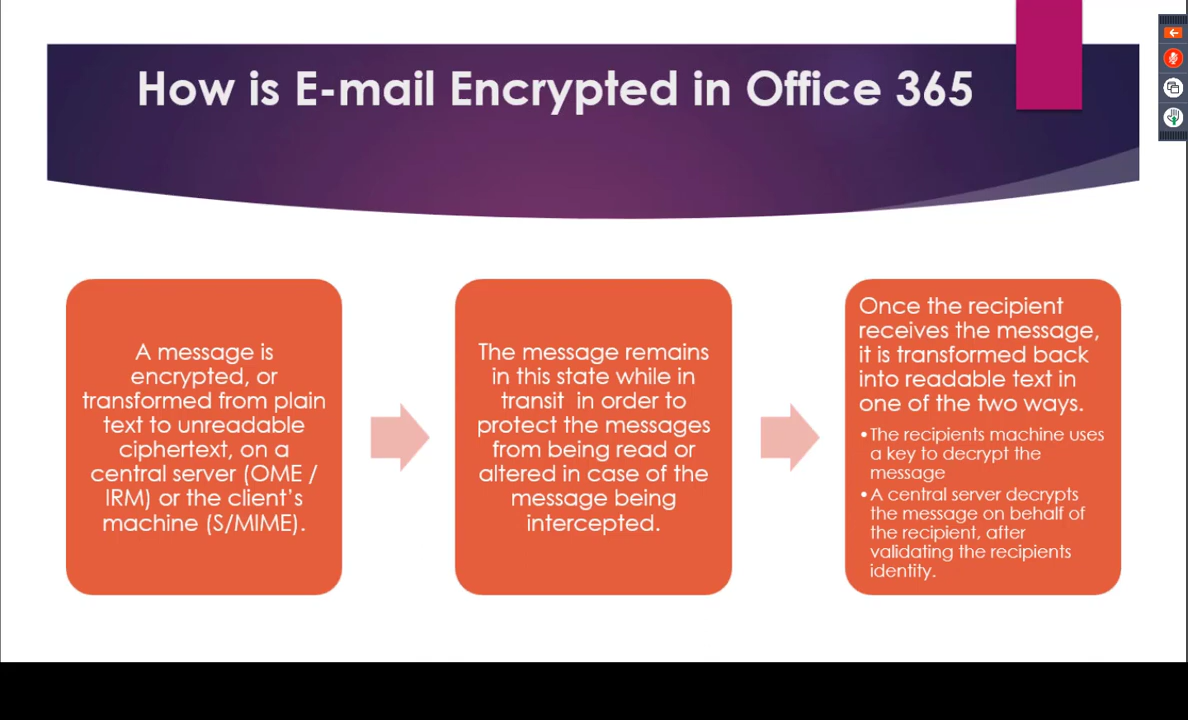 How is E-mail Encrypted in Office 365
A message is
encrypted, or
transformed from plain
text to unreadable
ciphertext, on a
central server (OME /
IRM) or the client's
machine (S/MIME).
The message remains
in this state while in
transit  in order to
protect the messages
from being read or
altered in case of the
message being
intercepted.
Once the recipient
receives the message,
it is transformed back
into readable text in
one of the two ways.
•The recipients machine uses
a key to decrypt the
message
•A central server decrypts
the message on behalf of
the recipient, after
validating the recipients
identity.